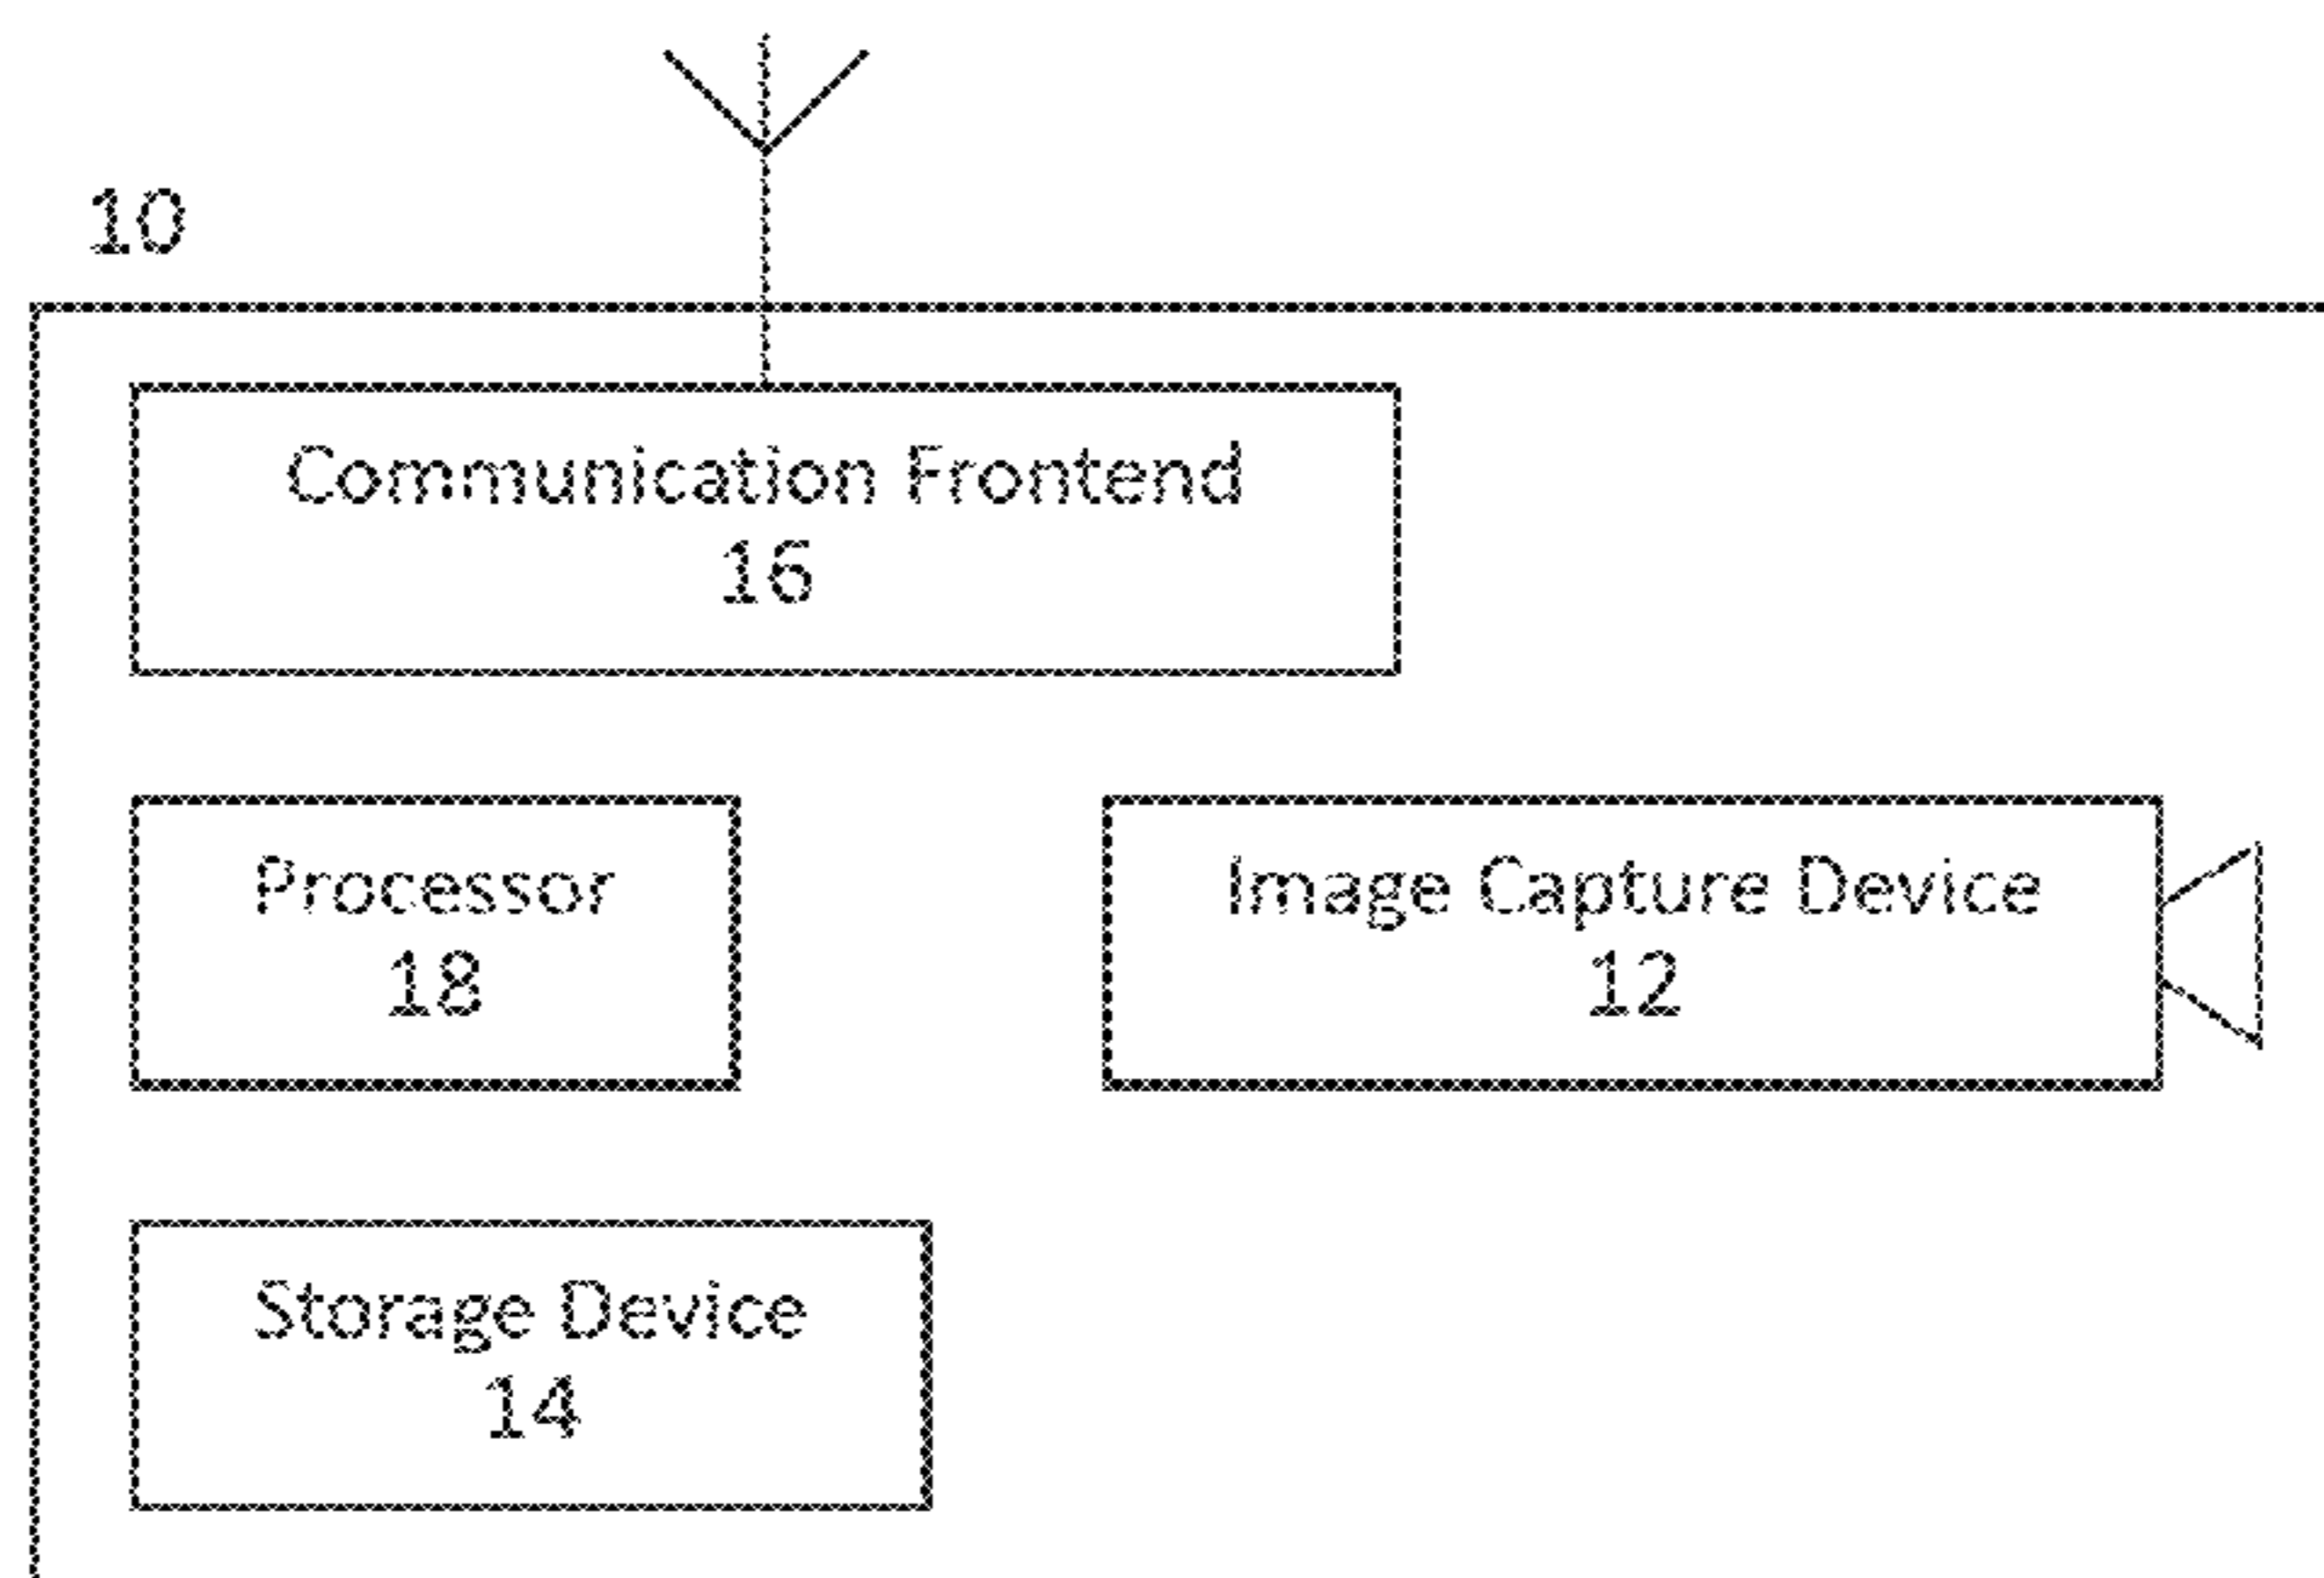 10
Communication Frontend
16
Processor
18
Image Capture Device
12
Storage Device
14